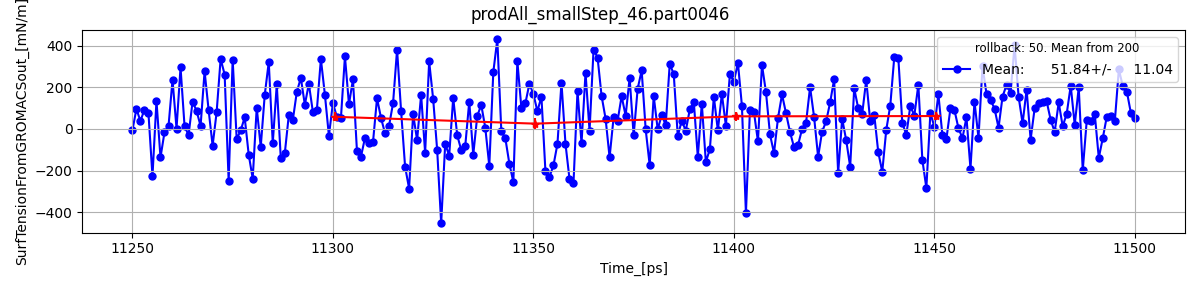 prodAll_smallStep_46.part0046
SurfTensionFromGROMACSout_[mN/m]
400
200
0
−200
−400
rollback: 50. Mean from 200
Mean: 51.84+/- 11.04
11250 11300 11350 11400 11450 11500
Time_[ps]